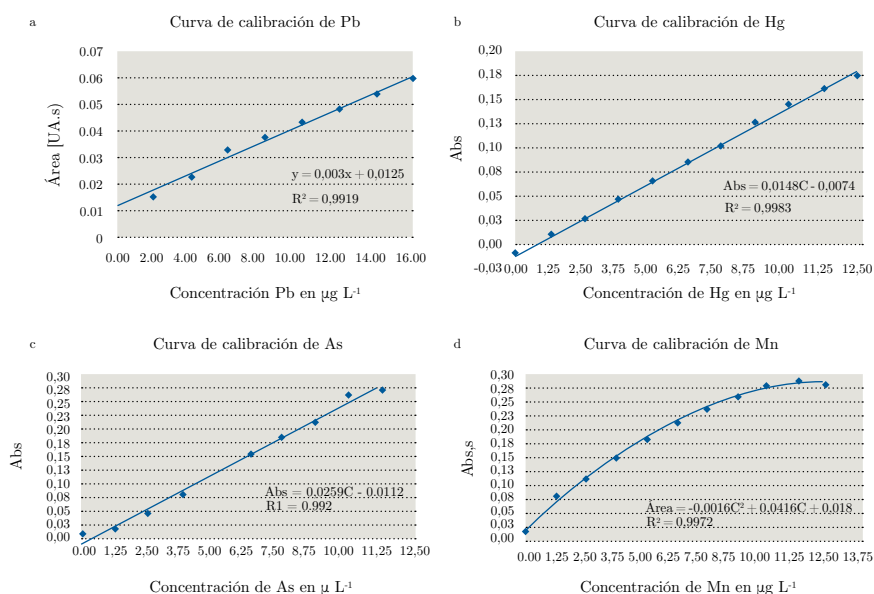 a
Curva de calibración de Pb
0.07
0.06
0.05
0.04
0.03
0.02
0.01
0
Área [UA.s)
y = 0,003x + 0,0125
R² = 0,9919
0.00 2.00 4.00 6.00 8.00 10.00 12.00 14.00 16.00
Concentración Pb en µg L⁻¹
b
Curva de calibración de Hg
0,20
0,18
0,15
0,13
0,10
0,08
0,05
0,03
0,00
-0,03
Abs
Abs = 0,0148C - 0,0074
R² = 0,9983
0,00 1,25 2,50 3,75 5,00 6,25 7,50 8,75 10,00 11,25 12,50
Concentración de Hg en µg L⁻¹
c
Curva de calibración de As
0,30
0,28
0,25
0,23
0,20
0,18
0,15
0,13
0,10
0,08
0,05
0,03
0,00
Abs
Abs = 0,0259C - 0,0112
R1 = 0.992
0,00 1,25 2,50 3,75 5,00 6,25 7,50 8,75 10,00 11,25 12,50
Concentración de As en µ L⁻¹
d
Curva de calibración de Mn
0,30
0,28
0,25
0,23
0,20
0,18
0,15
0,13
0,10
0,08
0,05
0,03
0,00
Abs,s
Área = -0,0016C² + 0,0416C + 0,018
R² = 0,9972
0,00 1,25 2,50 3,75 5,00 6,25 7,50 8,75 10,00 11,25 12,50 13,75
Concentración de Mn en µg L⁻¹